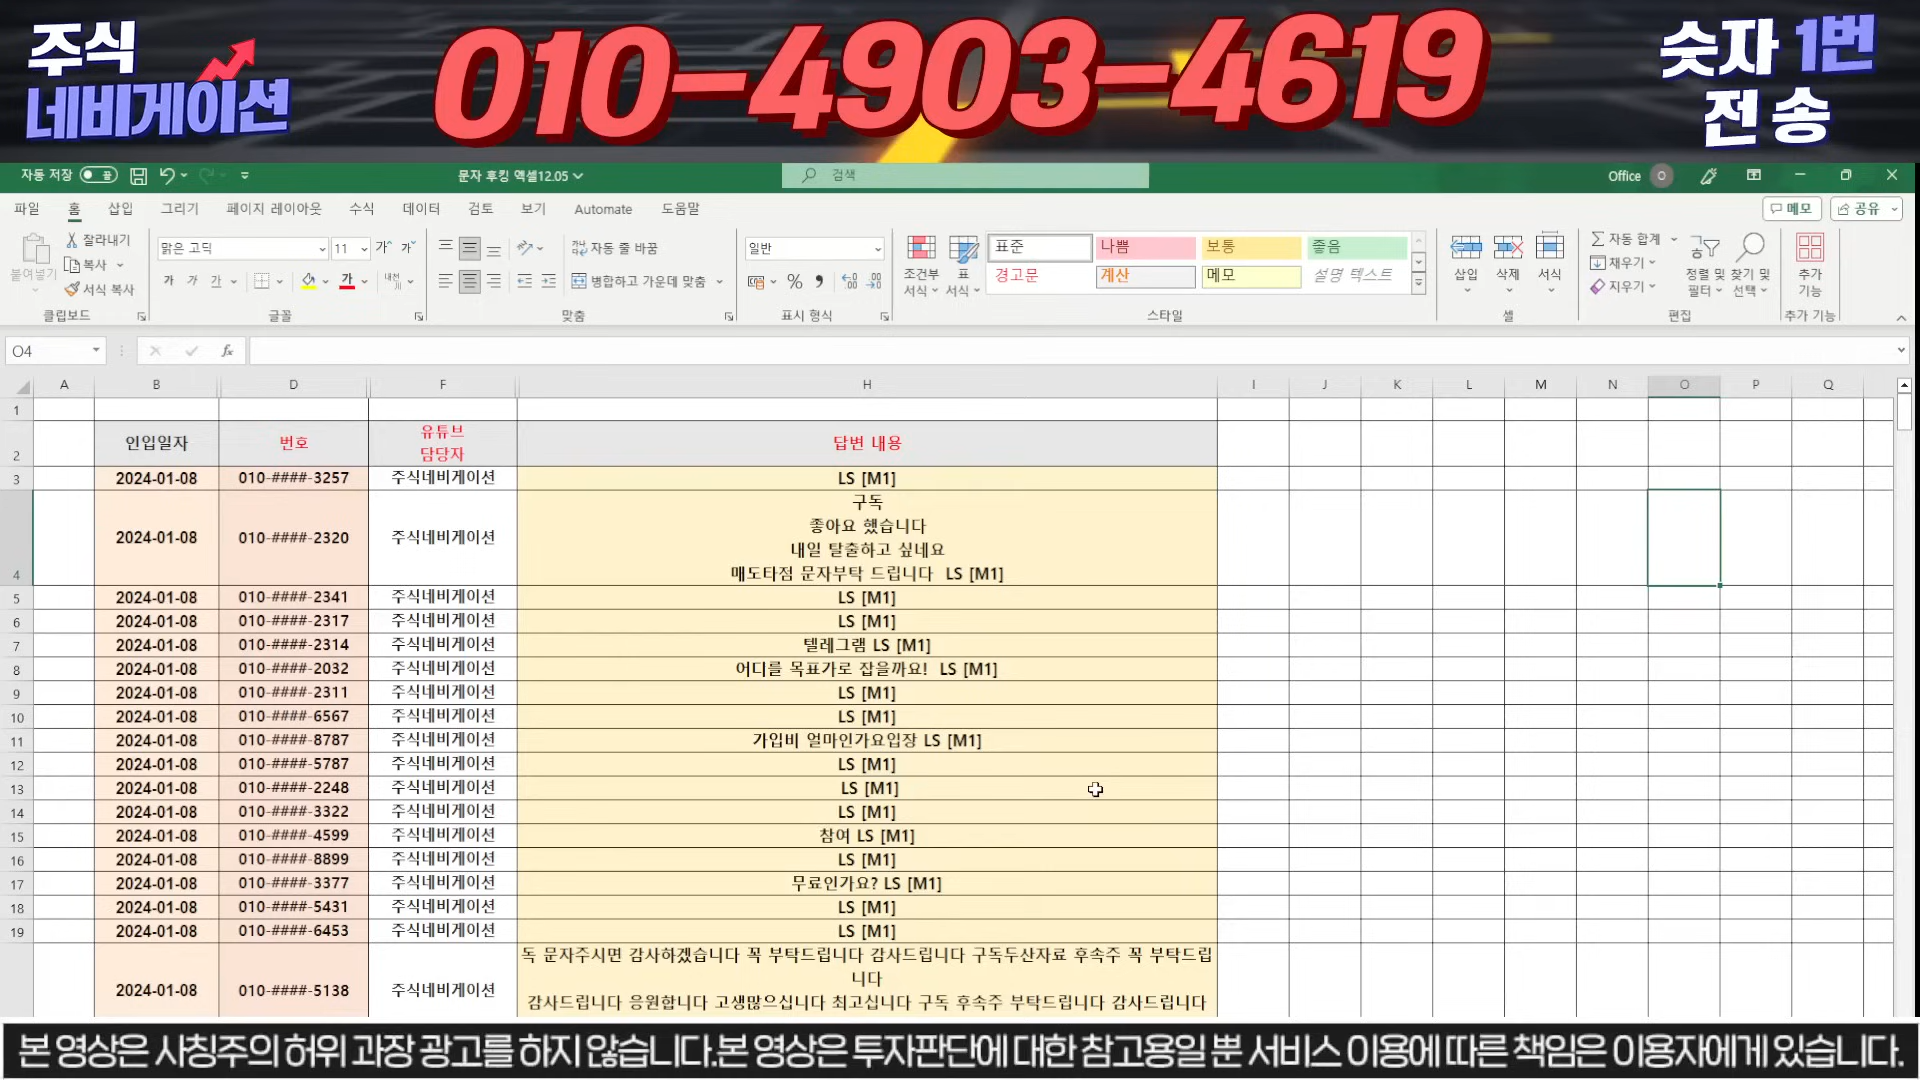 주식
네비게이션
010-4903-4619
숫자 1번
전송
자동 저장
문자 후킹 액셀12.05
검색
Office
O
파일 홈 삽입 그리기 페이지 레이아웃 수식 데이터 검토 보기 Automate 도움말
메모 공유
붙여넣기
잘라내기
복사
서식 복사
클립보드
맑은 고딕 11
가 가 가 가
글꼴
자동 줄 바꿈
병합하고 가운데 맞춤
맞춤
일반
표시 형식
조건부 서식
표 서식
표준 나쁨 보통 좋음
경고문 계산 메모 설명 텍스트
스타일
삽입 삭제 서식
셀
자동 합계
채우기
지우기
정렬 및 필터
찾기 및 선택
편집
추가 기능
추가 기능
O4
fx
A B D F H I J K L M N O P Q
1
2 인입일자 번호 유튜브 담당자 답변 내용
3 2024-01-08 010-####-3257 주식네비게이션 LS [M1]
구독
좋아요 했습니다
2024-01-08 010-####-2320 주식네비게이션 내일 탈출하고 싶네요
4 매도타점 문자부탁 드립니다 LS [M1]
5 2024-01-08 010-####-2341 주식네비게이션 LS [M1]
6 2024-01-08 010-####-2317 주식네비게이션 LS [M1]
7 2024-01-08 010-####-2314 주식네비게이션 텔레그램 LS [M1]
8 2024-01-08 010-####-2032 주식네비게이션 어디를 목표가로 잡을까요! LS [M1]
9 2024-01-08 010-####-2311 주식네비게이션 LS [M1]
10 2024-01-08 010-####-6567 주식네비게이션 LS [M1]
11 2024-01-08 010-####-8787 주식네비게이션 가입비 얼마인가요입장 LS [M1]
12 2024-01-08 010-####-5787 주식네비게이션 LS [M1]
13 2024-01-08 010-####-2248 주식네비게이션 LS [M1]
14 2024-01-08 010-####-3322 주식네비게이션 LS [M1]
15 2024-01-08 010-####-4599 주식네비게이션 참여 LS [M1]
16 2024-01-08 010-####-8899 주식네비게이션 LS [M1]
17 2024-01-08 010-####-3377 주식네비게이션 무료인가요? LS [M1]
18 2024-01-08 010-####-5431 주식네비게이션 LS [M1]
19 2024-01-08 010-####-6453 주식네비게이션 LS [M1]
독 문자주시면 감사하겠습니다 꼭 부탁드립니다 감사드립니다 구독두산자료 후속주 꼭 부탁드립
니다
2024-01-08 010-####-5138 주식네비게이션
감사드립니다 응원합니다 고생많으십니다 최고십니다 구독 후속주 부탁드립니다 감사드립니다
본 영상은 사칭주의 허위 과장 광고를 하지 않습니다.본 영상은 투자판단에 대한 참고용일 뿐 서비스 이용에 따른 책임은 이용자에게 있습니다.